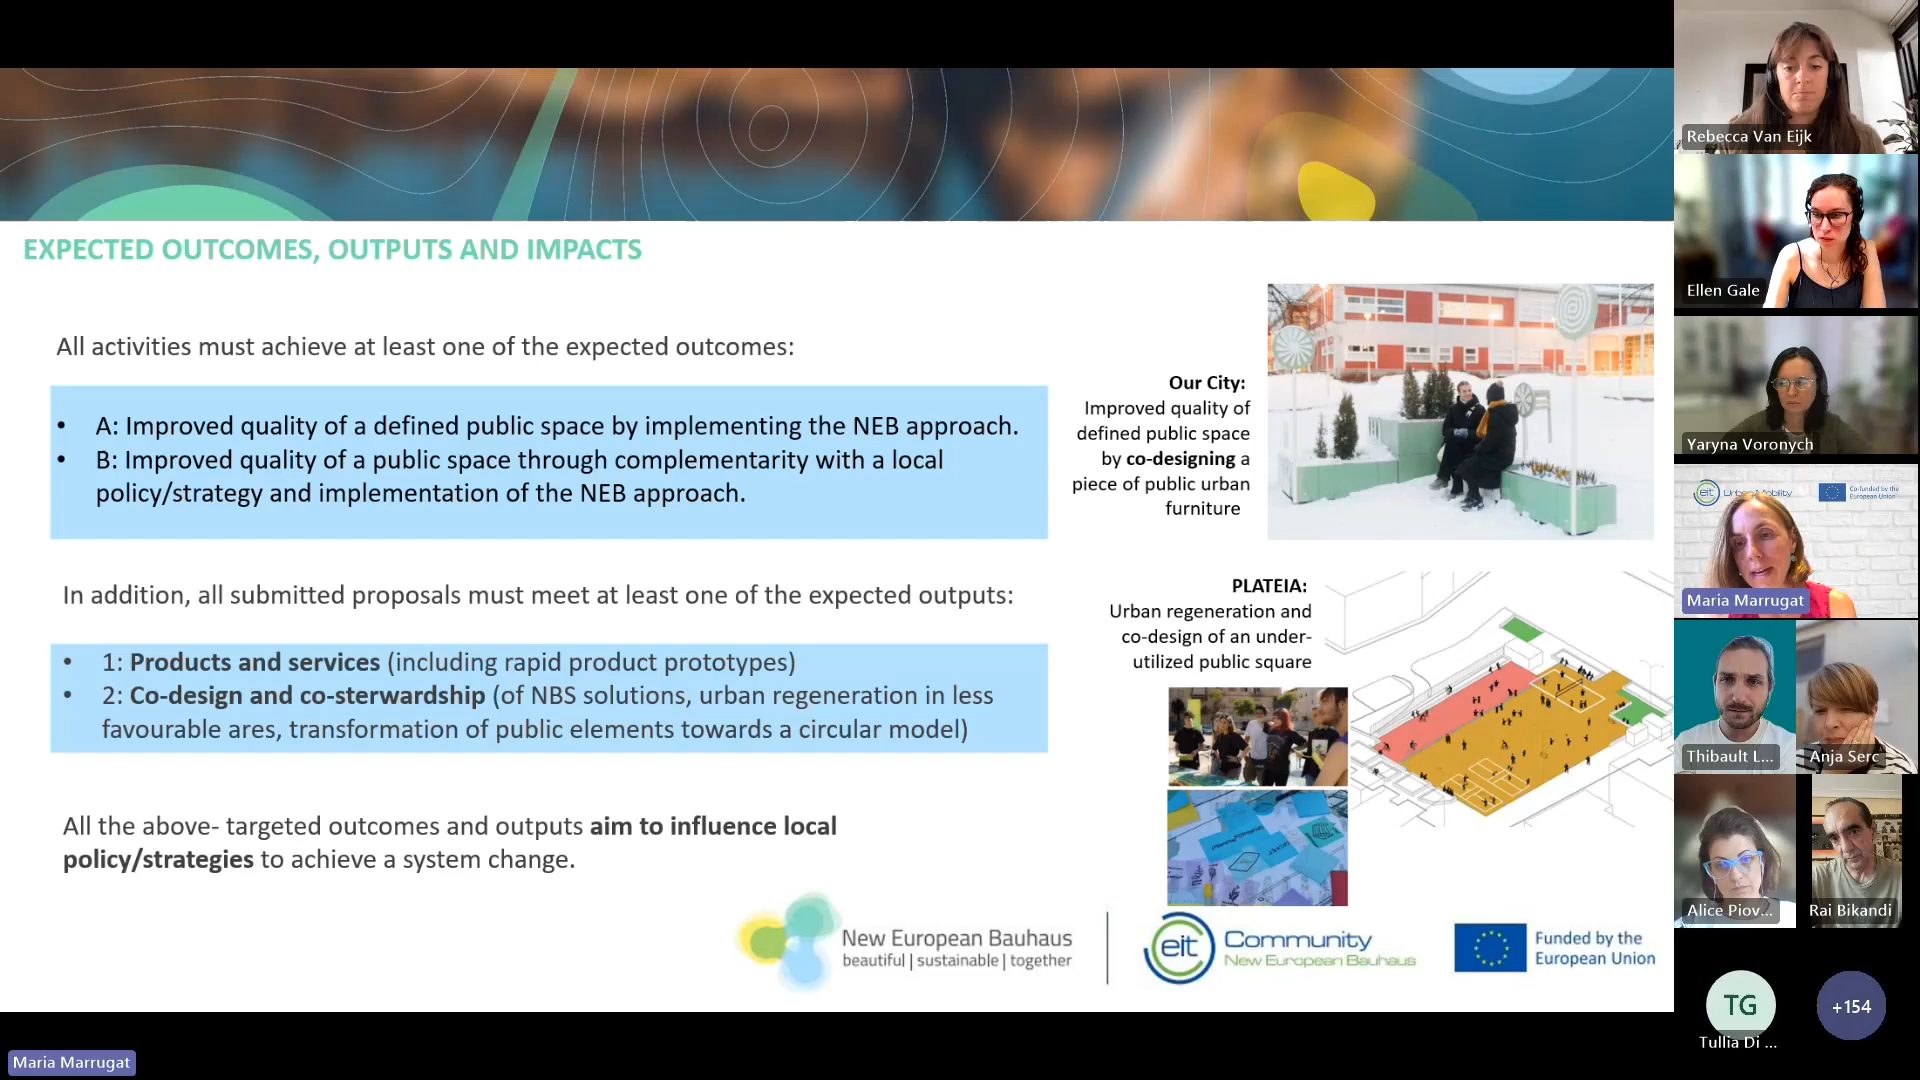 EXPECTED OUTCOMES, OUTPUTS AND IMPACTS
All activities must achieve at least one of the expected outcomes:
• A: Improved quality of a defined public space by implementing the NEB approach.
• B: Improved quality of a public space through complementarity with a local
policy/strategy and implementation of the NEB approach.
In addition, all submitted proposals must meet at least one of the expected outputs:
• 1: Products and services (including rapid product prototypes)
• 2: Co-design and co-sterwardship (of NBS solutions, urban regeneration in less
favourable ares, transformation of public elements towards a circular model)
All the above- targeted outcomes and outputs aim to influence local
policy/strategies to achieve a system change.
Our City:
Improved quality of
defined public space
by co-designing a
piece of public urban
furniture
PLATEIA:
Urban regeneration and
co-design of an under-
utilized public square
New European Bauhaus
beautiful | sustainable | together
eit Community
New European Bauhaus
Funded by the
European Union
Rebecca Van Eijk
Ellen Gale
Yaryna Voronych
eit Urban Mobility
Co-funded by the
European Union
Maria Marrugat
Thibault L...
Anja Serc
Alice Piov...
Rai Bikandi
TG
+154
Tullia Di ...
Maria Marrugat